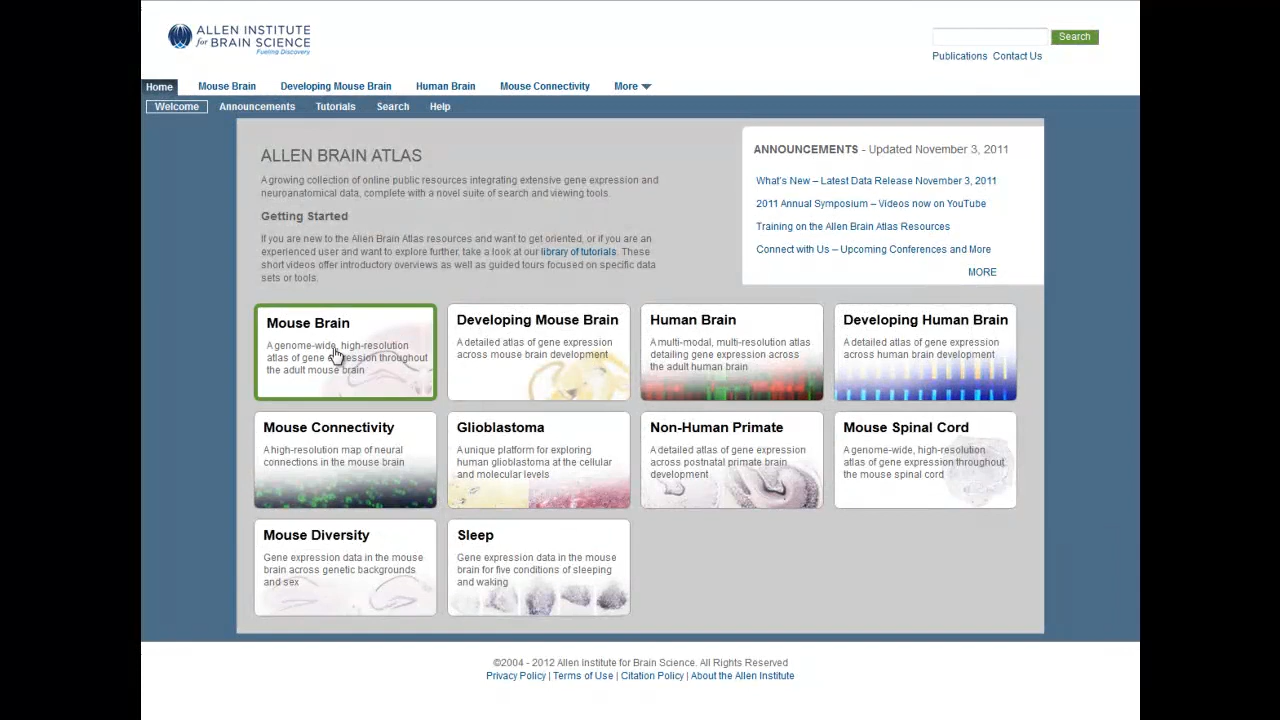 ALLEN INSTITUTE
for BRAIN SCIENCE
Fueling Discovery
Search
Publications Contact Us
Home Mouse Brain Developing Mouse Brain Human Brain Mouse Connectivity More
Welcome Announcements Tutorials Search Help
ALLEN BRAIN ATLAS
A growing collection of online public resources integrating extensive gene expression and
neuroanatomical data, complete with a novel suite of search and viewing tools.
Getting Started
If you are new to the Allen Brain Atlas resources and want to get oriented, or if you are an
experienced user and want to explore further, take a look at our library of tutorials. These
short videos offer introductory overviews as well as guided tours focused on specific data
sets or tools.
ANNOUNCEMENTS - Updated November 3, 2011
What's New – Latest Data Release November 3, 2011
2011 Annual Symposium – Videos now on YouTube
Training on the Allen Brain Atlas Resources
Connect with Us – Upcoming Conferences and More
MORE
Mouse Brain
A genome-wide, high-resolution
atlas of gene expression throughout
the adult mouse brain
Developing Mouse Brain
A detailed atlas of gene expression
across mouse brain development
Human Brain
A multi-modal, multi-resolution atlas
detailing gene expression across
the adult human brain
Developing Human Brain
A detailed atlas of gene expression
across human brain development
Mouse Connectivity
A high-resolution map of neural
connections in the mouse brain
Glioblastoma
A unique platform for exploring
human glioblastoma at the cellular
and molecular levels
Non-Human Primate
A detailed atlas of gene expression
across postnatal primate brain
development
Mouse Spinal Cord
A genome-wide, high-resolution
atlas of gene expression throughout
the mouse spinal cord
Mouse Diversity
Gene expression data in the mouse
brain across genetic backgrounds
and sex
Sleep
Gene expression data in the mouse
brain for five conditions of sleeping
and waking
©2004 - 2012 Allen Institute for Brain Science. All Rights Reserved
Privacy Policy | Terms of Use | Citation Policy | About the Allen Institute